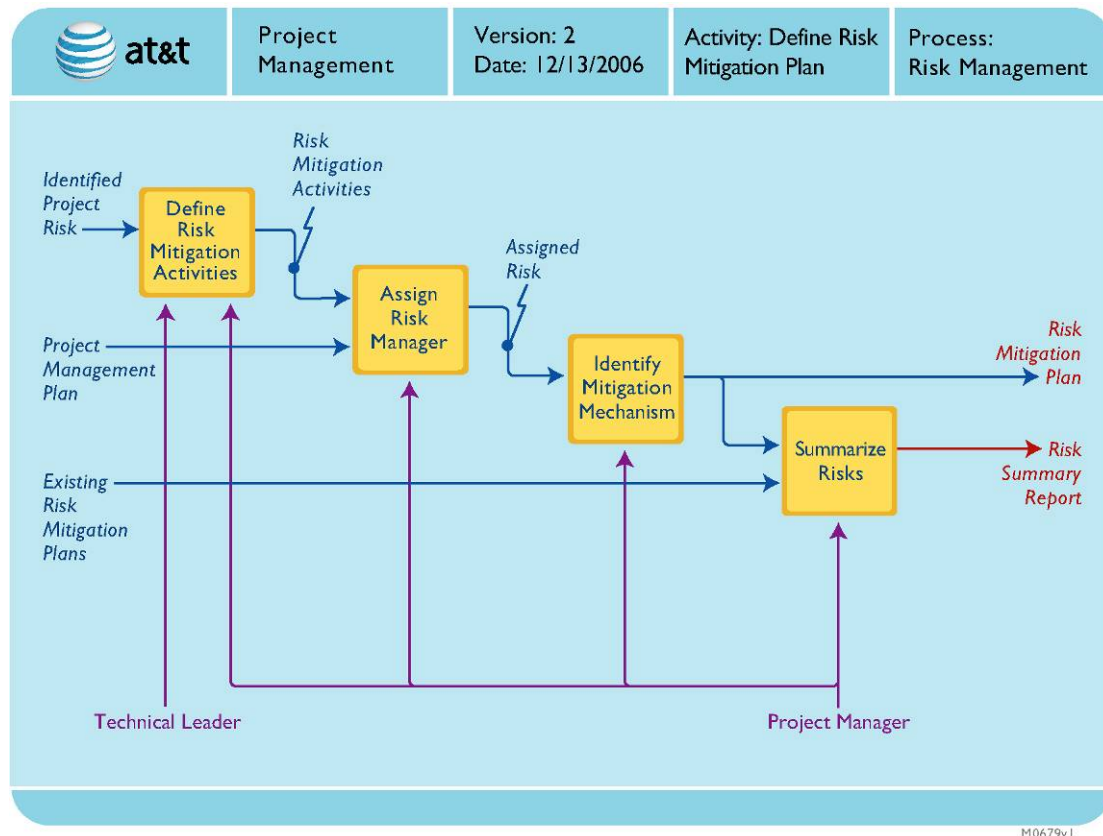 at&t
Project
Management
Version: 2
Date: 12/13/2006
Activity: Define Risk
Mitigation Plan
Process:
Risk Management
Risk
Mitigation
Activities
Identified
Project
Risk
Define
Risk
Mitigation
Activities
Assigned
Risk
Assign
Risk
Manager
Project
Management
Plan
Identify
Mitigation
Mechanism
Risk
Mitigation
Plan
Summarize
Risks
Risk
Summary
Report
Existing
Risk
Mitigation
Plans
Technical Leader
Project Manager
M0679v1